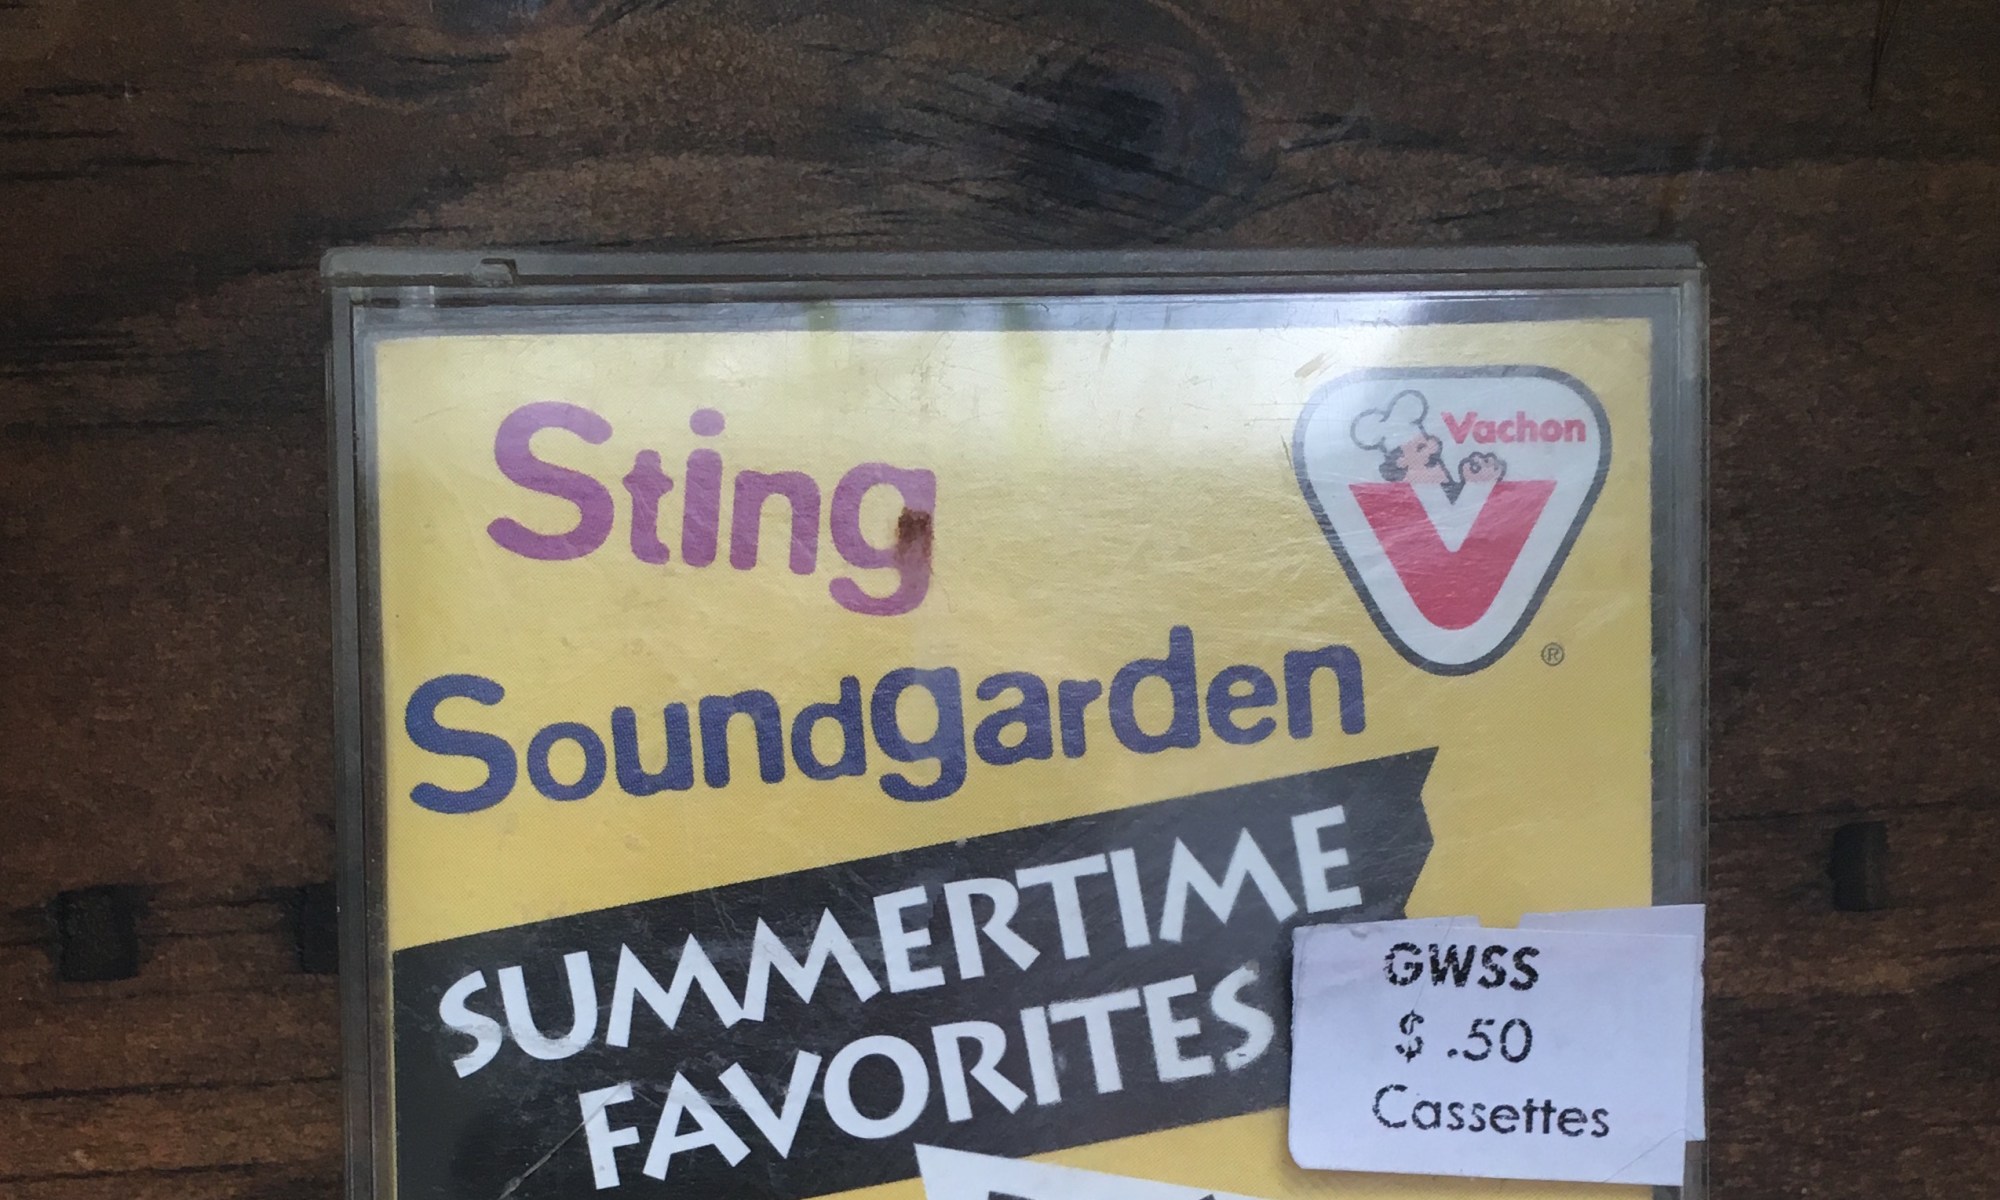 Sting
Vachon
®
Soundgarden
SUMMERTIME
FAVORITES
GWSS
$ .50
Cassettes